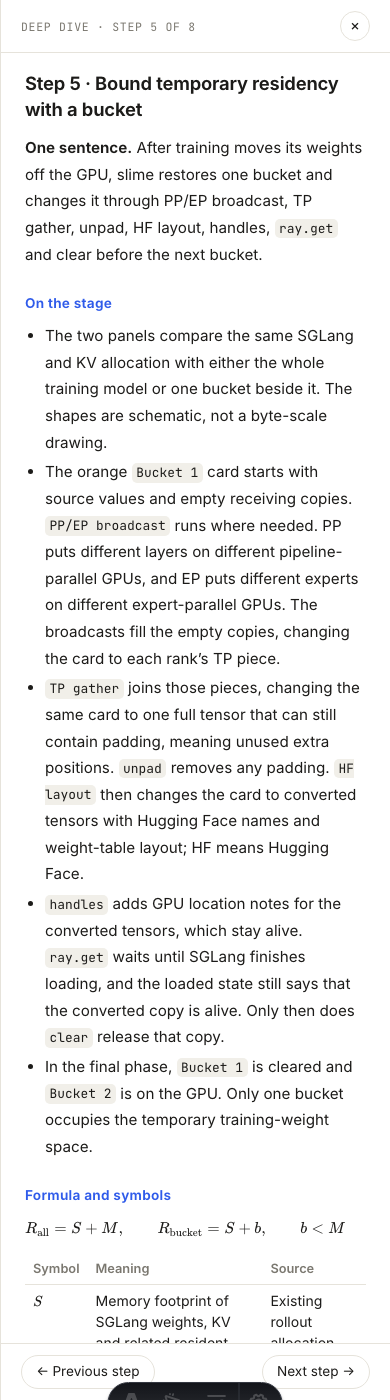 DEEP DIVE · STEP 5 OF 8
×
Step 5 · Bound temporary residency
with a bucket
One sentence. After training moves its weights
off the GPU, slime restores one bucket and
changes it through PP/EP broadcast, TP
gather, unpad, HF layout, handles, ray.get
and clear before the next bucket.
On the stage
• The two panels compare the same SGLang
and KV allocation with either the whole
training model or one bucket beside it. The
shapes are schematic, not a byte-scale
drawing.
• The orange Bucket 1 card starts with
source values and empty receiving copies.
PP/EP broadcast runs where needed. PP
puts different layers on different pipeline-
parallel GPUs, and EP puts different experts
on different expert-parallel GPUs. The
broadcasts fill the empty copies, changing
the card to each rank’s TP piece.
• TP gather joins those pieces, changing the
same card to one full tensor that can still
contain padding, meaning unused extra
positions. unpad removes any padding. HF
layout then changes the card to converted
tensors with Hugging Face names and
weight-table layout; HF means Hugging
Face.
• handles adds GPU location notes for the
converted tensors, which stay alive.
ray.get waits until SGLang finishes
loading, and the loaded state still says that
the converted copy is alive. Only then does
clear release that copy.
• In the final phase, Bucket 1 is cleared and
Bucket 2 is on the GPU. Only one bucket
occupies the temporary training-weight
space.
Formula and symbols
R_all = S + M, R_bucket = S + b, b < M
Symbol Meaning Source
S Memory footprint of Existing
SGLang weights, KV rollout
and related resident allocation
← Previous step Next step →